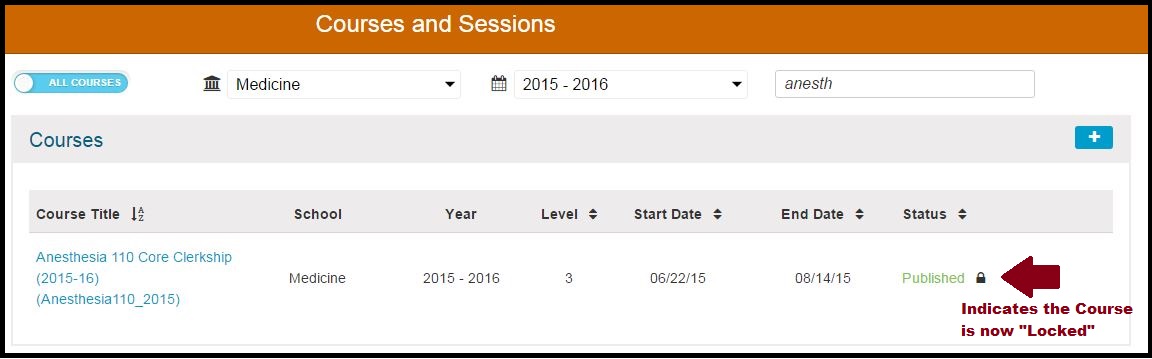 Courses and Sessions
ALL COURSES
Medicine
2015 - 2016
anesth
Courses
Course Title
School
Year
Level
Start Date
End Date
Status
Anesthesia 110 Core Clerkship
(2015-16)
(Anesthesia110_2015)
Medicine
2015 - 2016
3
06/22/15
08/14/15
Published
Indicates the Course
is now "Locked"